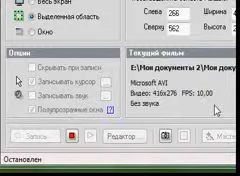 Весь экран
Выделенная область
Окно
Слева 266 Ширина
Сверху 562 Высота
Опции
Скрывать при записи
Записывать курсор
Записывать звук
Полупрозрачные окна [?]
Текущий фильм
E:\Мои документы 2\Мои доку
Microsoft AVI
Видео: 416x276 FPS: 10,00
Без звука
Запись
Редактор...
Остановлен